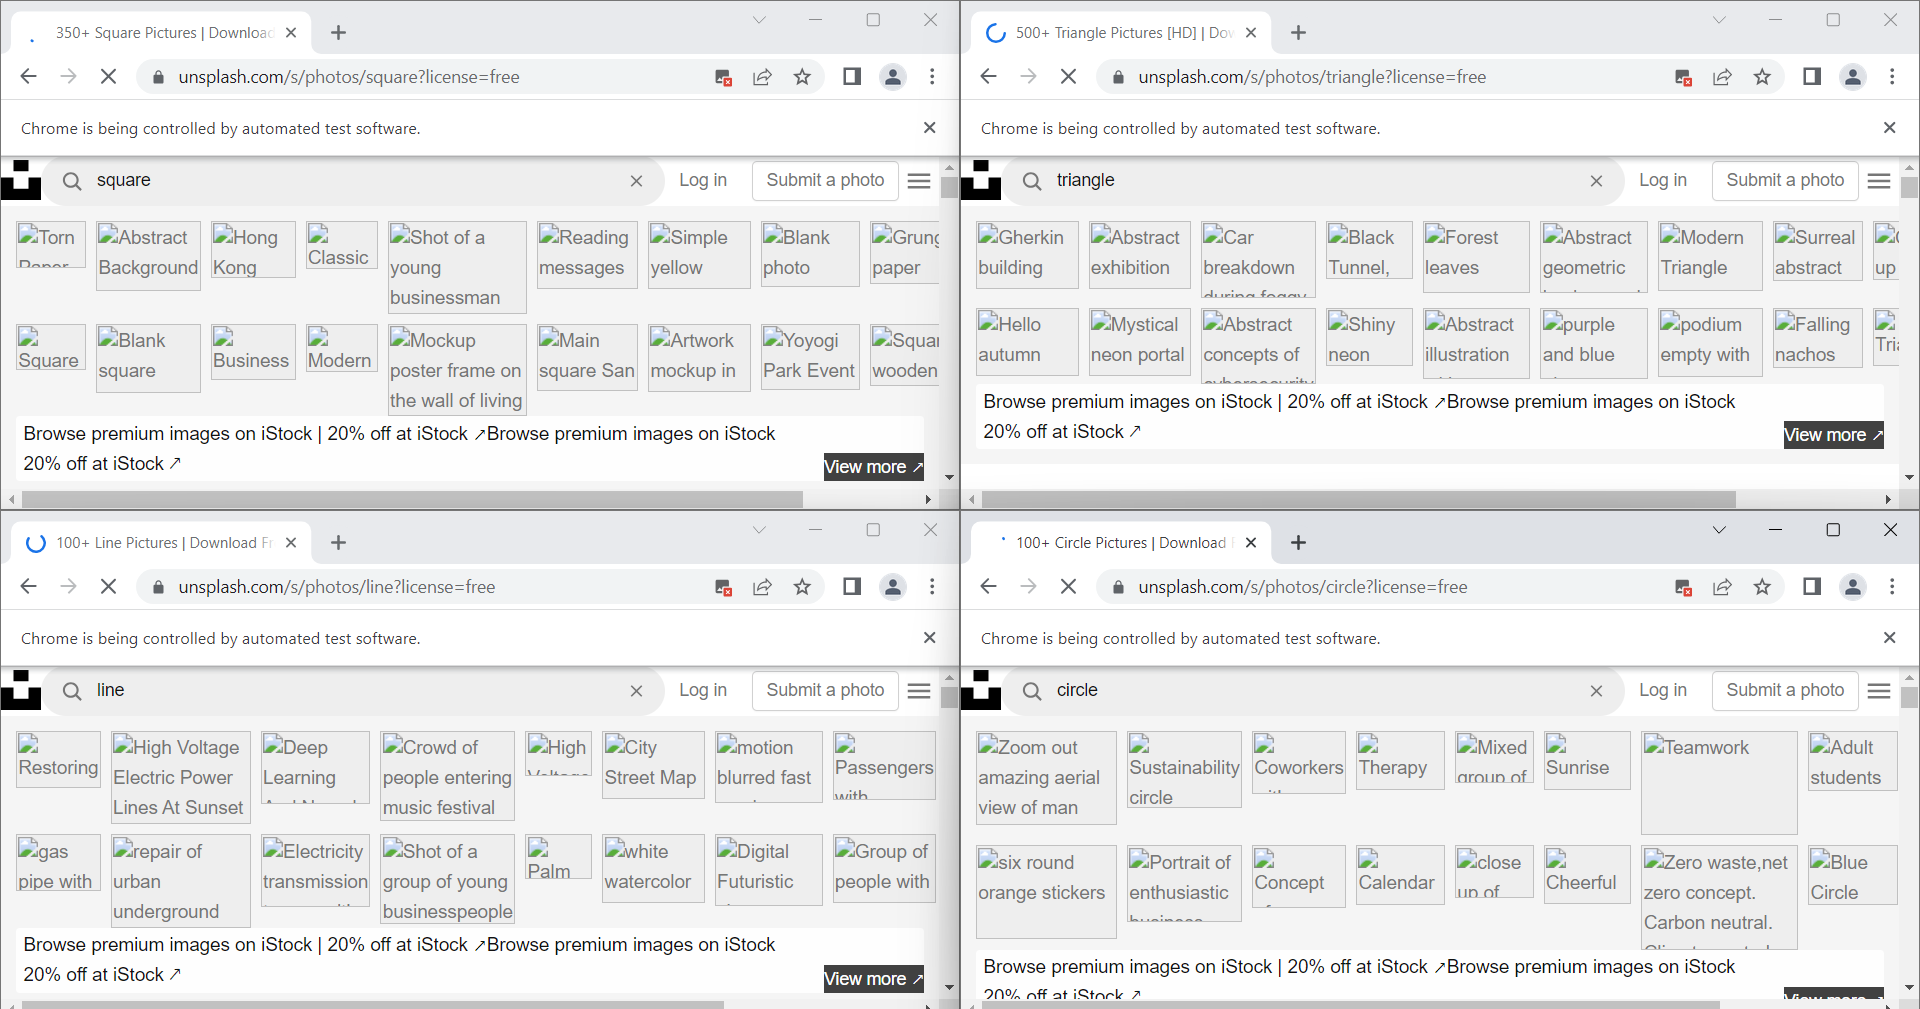 350+ Square Pictures | Download
unsplash.com/s/photos/square?license=free
Chrome is being controlled by automated test software.
square
Log in
Submit a photo
Torn Paper
Abstract Background
Hong Kong
Classic
Shot of a young businessman
Reading messages
Simple yellow
Blank photo
paper
Square
Blank square
Business
Modern
Mockup poster frame on the wall of living
Main square San
Artwork mockup in
Yoyogi Park Event
wooden
Browse premium images on iStock | 20% off at iStock ↗Browse premium images on iStock
20% off at iStock ↗
View more ↗
500+ Triangle Pictures [HD] |
unsplash.com/s/photos/triangle?license=free
Chrome is being controlled by automated test software.
triangle
Log in
Submit a photo
Gherkin building
Abstract exhibition
Car breakdown during foggy
Black Tunnel,
Forest leaves
Abstract geometric
Modern Triangle
Surreal abstract
up
Hello autumn
Mystical neon portal
Abstract concepts of cybersecurity
Shiny neon
Abstract illustration
purple and blue
podium empty with
Falling nachos
Browse premium images on iStock | 20% off at iStock ↗Browse premium images on iStock
20% off at iStock ↗
View more ↗
100+ Line Pictures | Download
unsplash.com/s/photos/line?license=free
Chrome is being controlled by automated test software.
line
Log in
Submit a photo
Restoring
High Voltage Electric Power Lines At Sunset
Deep Learning
Crowd of people entering music festival
High Voltage
City Street Map
motion blurred fast
Passengers with
gas pipe with
repair of urban underground
Electricity transmission
Shot of a group of young businesspeople
Palm
white watercolor
Digital Futuristic
Group of people with
Browse premium images on iStock | 20% off at iStock ↗Browse premium images on iStock
20% off at iStock ↗
View more ↗
100+ Circle Pictures | Download
unsplash.com/s/photos/circle?license=free
Chrome is being controlled by automated test software.
circle
Log in
Submit a photo
Zoom out amazing aerial view of man
Sustainability circle
Coworkers
Therapy
Mixed group of
Sunrise
Teamwork
Adult students
six round orange stickers
Portrait of enthusiastic business
Concept
Calendar
close up of
Cheerful
Zero waste,net zero concept. Carbon neutral.
Blue Circle
Browse premium images on iStock | 20% off at iStock ↗Browse premium images on iStock
20% off at iStock ↗
View more ↗